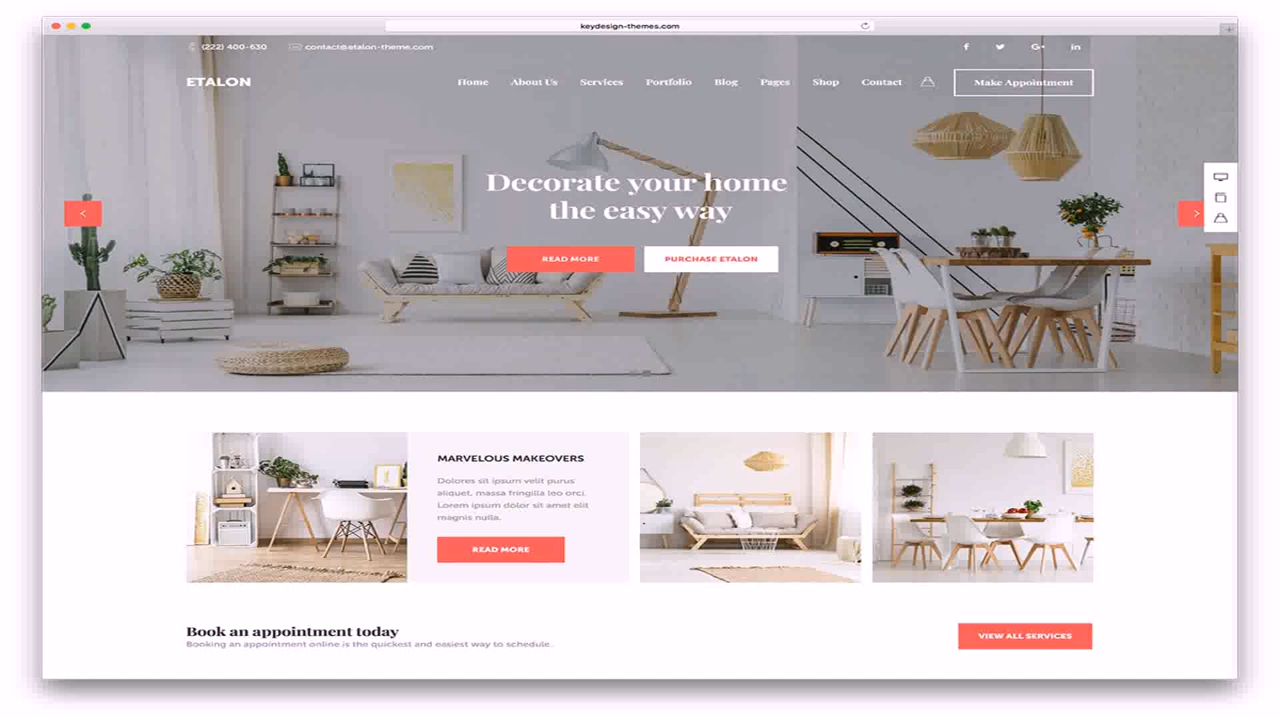 keydesign-themes.com
(222) 400-630 contact@etalon-theme.com
ETALON
Home About Us Services Portfolio Blog Pages Shop Contact Make Appointment
Decorate your home
the easy way
READ MORE PURCHASE ETALON
MARVELOUS MAKEOVERS
Dolores sit ipsum velit purus
aliquet, massa fringilla leo orci.
Lorem ipsum dolor sit amet elit
magnis nulla.
READ MORE
Book an appointment today
Booking an appointment online is the quickest and easiest way to schedule.
VIEW ALL SERVICES